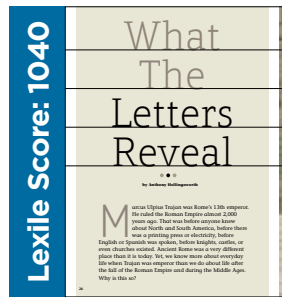 Lexile Score: 1040
What
The
Letters
Reveal
by Anthony Hollingsworth
Marcus Ulpius Trajan was Rome's 13th emperor.
He ruled the Roman Empire almost 2,000
years ago. That was before anyone knew
about North and South America, before there
was a printing press or electricity, before
English or Spanish was spoken, before knights, castles, or
even churches existed. Ancient Rome was a very different
place than it is today. Yet, we know more about everyday
life when Trajan was emperor than we do about life after
the fall of the Roman Empire and during the Middle Ages.
Why is this so?